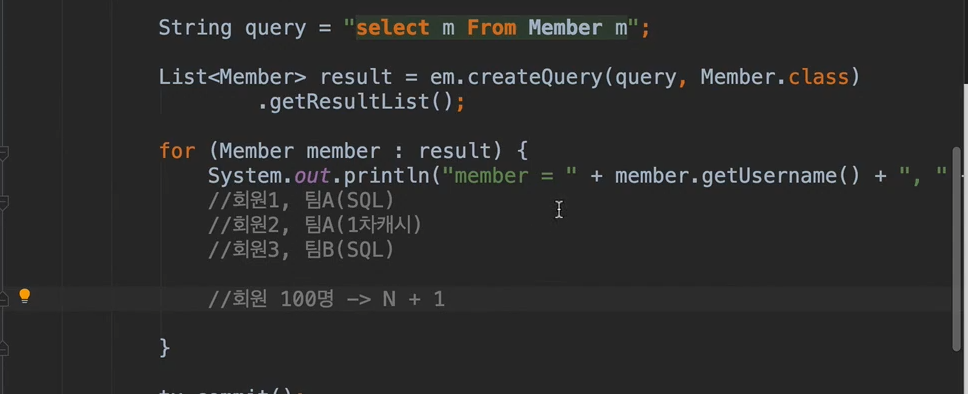 String query = "select m From Member m";
List<Member> result = em.createQuery(query, Member.class)
.getResultList();
for (Member member : result) {
System.out.println("member = " + member.getUsername() + ", "
//회원1, 팀A(SQL)
//회원2, 팀A(1차캐시)
//회원3, 팀B(SQL)
//회원 100명 -> N + 1
}